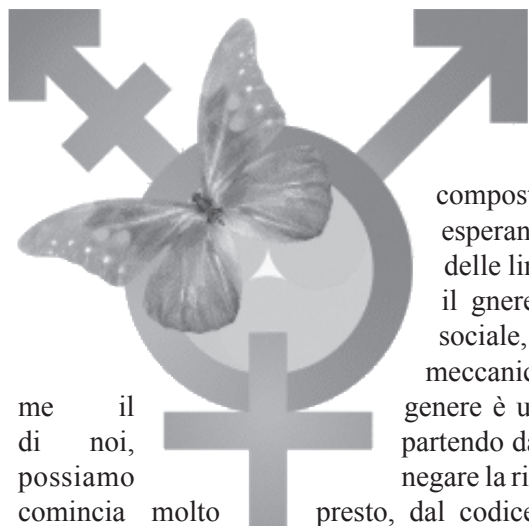 compost
esperan
delle lin
il gnere
sociale,
meccanic
me il genere è u
di noi, partendo da
possiamo negare la ri
comincia molto presto, dal codice